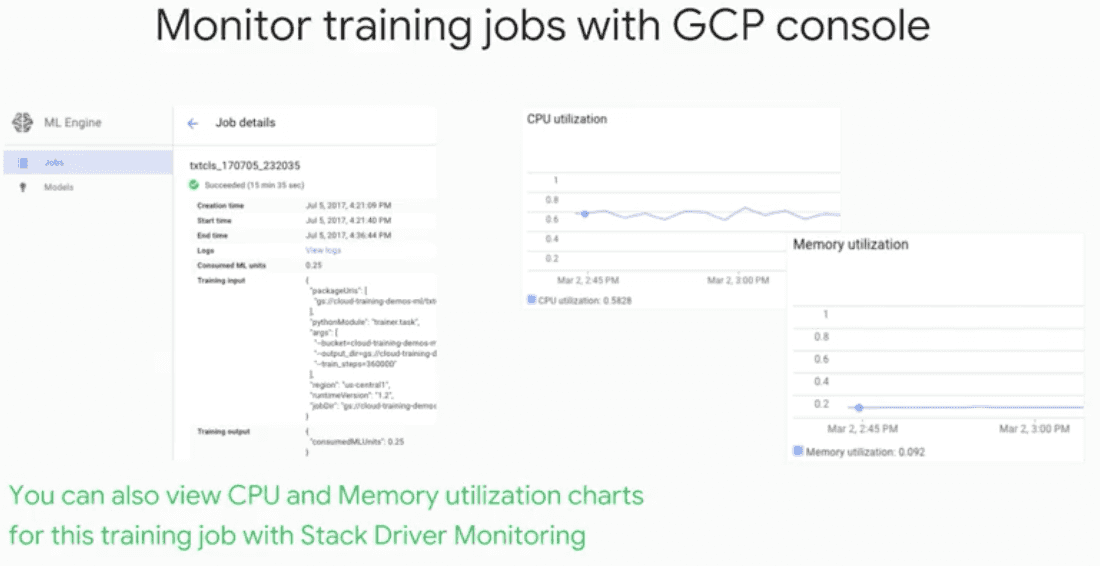 Monitor training jobs with GCP console
ML Engine
Jobs
Models
Job details
txtcls_170705_232035
Succeeded (15 min 35 sec)
Creation time Jul 5, 2017, 4:21:09 PM
Start time Jul 5, 2017, 4:21:40 PM
End time Jul 5, 2017, 4:36:44 PM
Logs View logs
Consumed ML units 0.25
Training input {
"packageUris": [
"gs://cloud-training-demos-ml/txt
],
"pythonModule": "trainer.task",
"args": [
"--bucket=cloud-training-demos-m
"--output_dir=gs://cloud-training-d
"--train_steps=360000"
],
"region": "us-central1",
"runtimeVersion": "1.2",
"jobDir": "gs://cloud-training-demos
}
Training output {
"consumedMLUnits": 0.25
}
CPU utilization
1
0.8
0.6
0.4
0.2
Mar 2, 2:45 PM Mar 2, 3:00 PM
CPU utilization: 0.5828
Memory utilization
1
0.8
0.6
0.4
0.2
Mar 2, 2:45 PM Mar 2, 3:00 PM
Memory utilization: 0.092
You can also view CPU and Memory utilization charts
for this training job with Stack Driver Monitoring